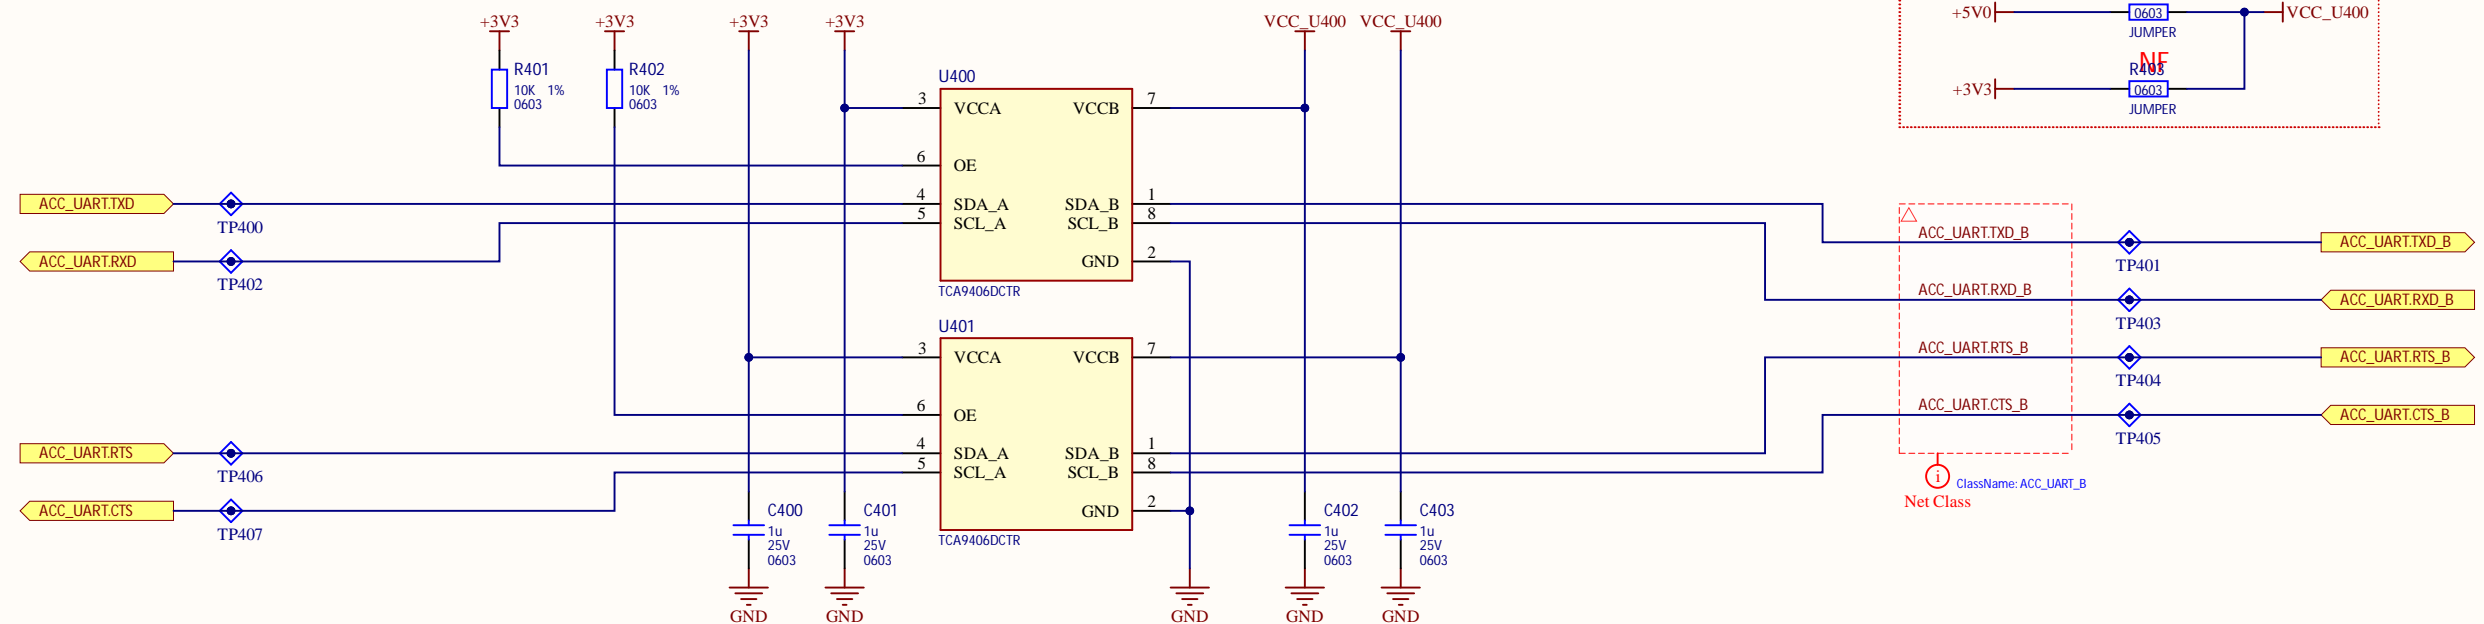 +3V3
+3V3
+3V3
+3V3
VCC_U400
VCC_U400
+5V0
0603
VCC_U400
JUMPER
NF
R403
+3V3
0603
JUMPER
R401
10K 1%
0603
R402
10K 1%
0603
U400
3
VCCA
VCCB
7
6
OE
4
SDA_A
SDA_B
1
5
SCL_A
SCL_B
8
GND
2
TCA9406DCTR
ACC_UART.TXD
TP400
ACC_UART.RXD
TP402
ACC_UART.TXD_B
TP401
ACC_UART.TXD_B
ACC_UART.RXD_B
TP403
ACC_UART.RXD_B
U401
3
VCCA
VCCB
7
6
OE
4
SDA_A
SDA_B
1
5
SCL_A
SCL_B
8
GND
2
TCA9406DCTR
ACC_UART.RTS_B
TP404
ACC_UART.RTS_B
ACC_UART.CTS_B
TP405
ACC_UART.CTS_B
ACC_UART.RTS
TP406
ACC_UART.CTS
TP407
i
ClassName: ACC_UART_B
Net Class
C400
1u
25V
0603
C401
1u
25V
0603
C402
1u
25V
0603
C403
1u
25V
0603
GND
GND
GND
GND
GND